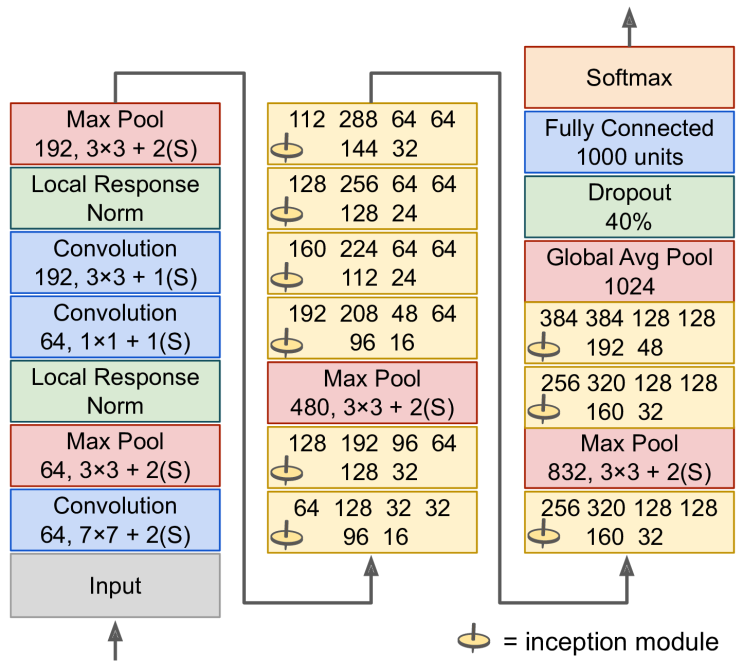 Max Pool
192, 3×3 + 2(S)
Local Response
Norm
Convolution
192, 3×3 + 1(S)
Convolution
64, 1×1 + 1(S)
Local Response
Norm
Max Pool
64, 3×3 + 2(S)
Convolution
64, 7×7 + 2(S)
Input
112 288 64 64
144 32
128 256 64 64
128 24
160 224 64 64
112 24
192 208 48 64
96 16
Max Pool
480, 3×3 + 2(S)
128 192 96 64
128 32
64 128 32 32
96 16
Softmax
Fully Connected
1000 units
Dropout
40%
Global Avg Pool
1024
384 384 128 128
192 48
256 320 128 128
160 32
Max Pool
832, 3×3 + 2(S)
256 320 128 128
160 32
= inception module